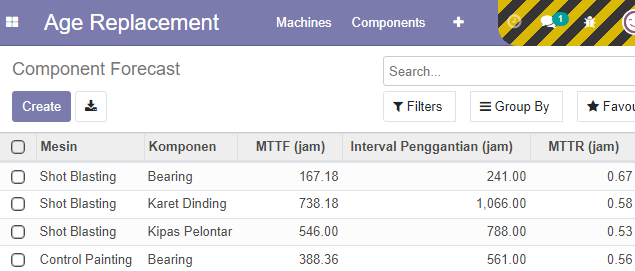 Age Replacement Machines Components 1
Component Forecast Search...
Create Filters Group By Favou
Mesin Komponen MTTF (jam) Interval Penggantian (jam) MTTR (jam)
Shot Blasting Bearing 167.18 241.00 0.67
Shot Blasting Karet Dinding 738.18 1,066.00 0.58
Shot Blasting Kipas Pelontar 546.00 788.00 0.53
Control Painting Bearing 388.36 561.00 0.56